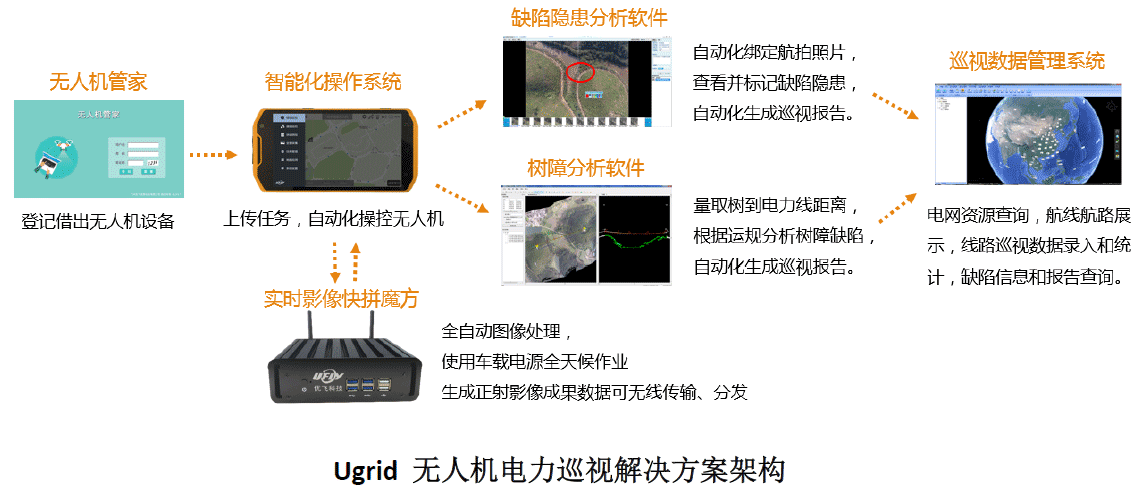 缺陷隐患分析软件
自动化绑定航拍照片，
查看并标记缺陷隐患，
自动化生成巡视报告。
无人机管家
无人机管家
登记借出无人机设备
智能化操作系统
上传任务，自动化操控无人机
巡视数据管理系统
电网资源查询，航线航路展
示，线路巡视数据录入和统
计，缺陷信息和报告查询。
树障分析软件
量取树到电力线距离，
根据运规分析树障缺陷，
自动化生成巡视报告。
实时影像快拼魔方
UFLY
优飞科技
全自动图像处理，
使用车载电源全天候作业
生成正射影像成果数据可无线传输、分发
Ugrid 无人机电力巡视解决方案架构